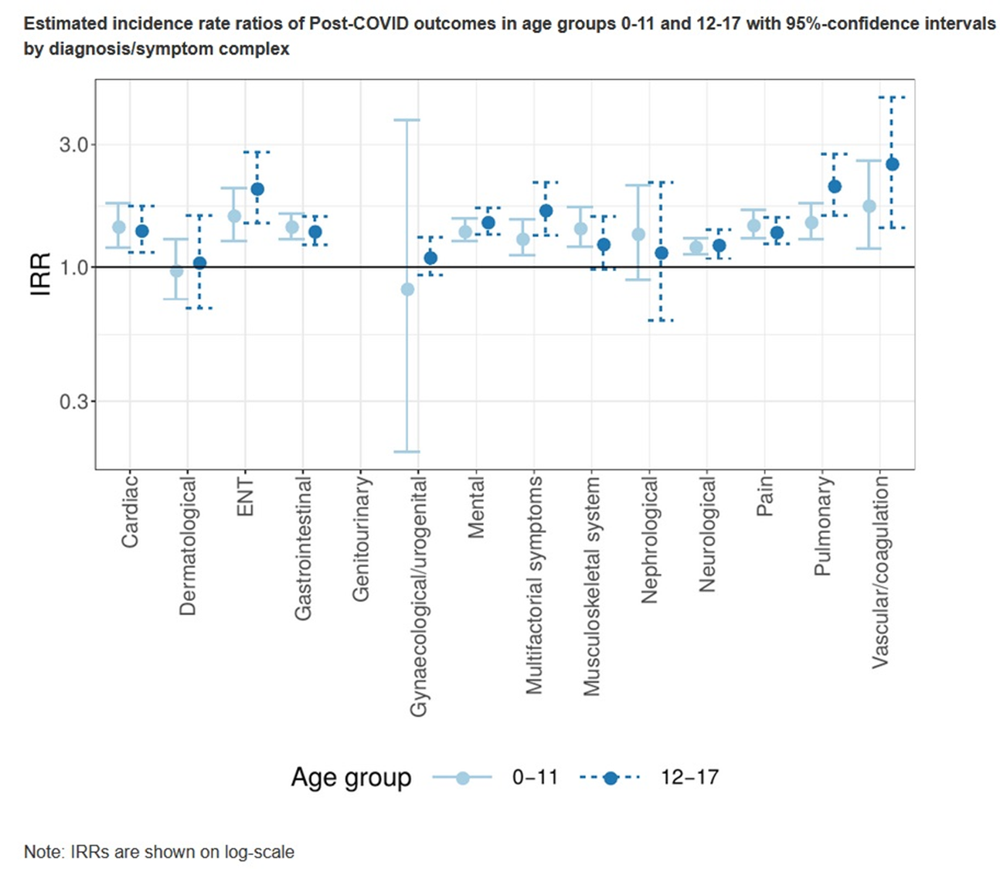 Estimated incidence rate ratios of Post-COVID outcomes in age groups 0-11 and 12-17 with 95%-confidence intervals
by diagnosis/symptom complex
IRR
3.0
1.0
0.3
Cardiac
Dermatological
ENT
Gastrointestinal
Genitourinary
Gynaecological/urogenital
Mental
Multifactorial symptoms
Musculoskeletal system
Nephrological
Neurological
Pain
Pulmonary
Vascular/coagulation
Age group 0–11 12–17
Note: IRRs are shown on log-scale